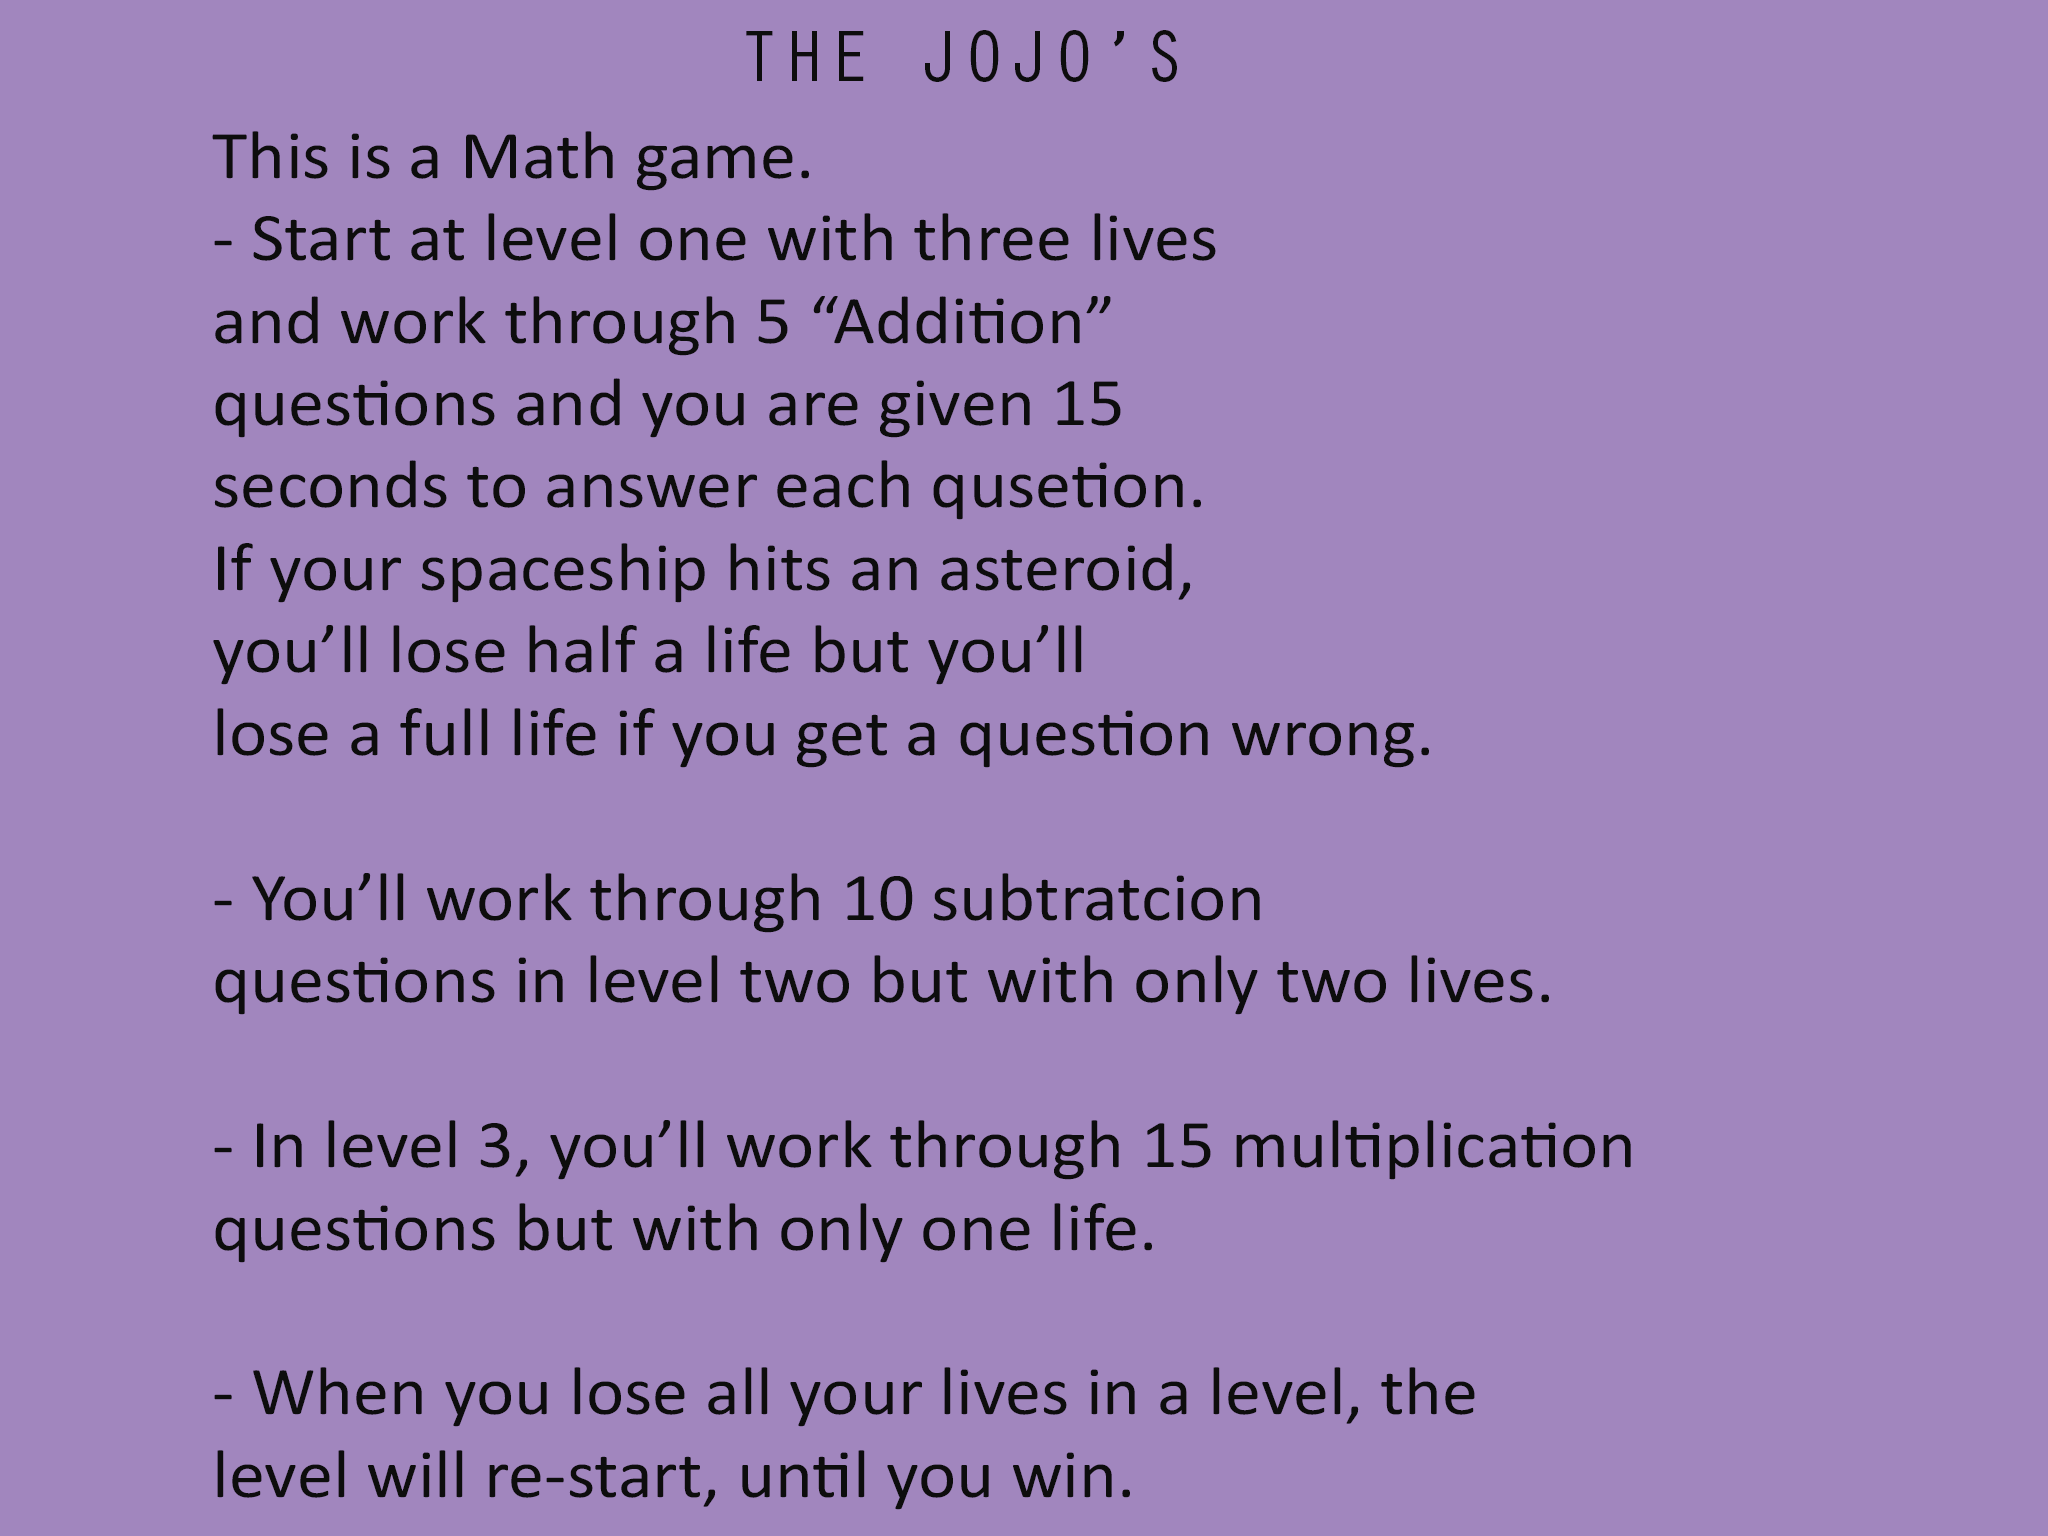 THE JOJO’S
This is a Math game.
- Start at level one with three lives
and work through 5 “Addition”
questions and you are given 15
seconds to answer each qusetion.
If your spaceship hits an asteroid,
you’ll lose half a life but you’ll
lose a full life if you get a question wrong.
- You’ll work through 10 subtratcion
questions in level two but with only two lives.
- In level 3, you’ll work through 15 multiplication
questions but with only one life.
- When you lose all your lives in a level, the
level will re-start, until you win.